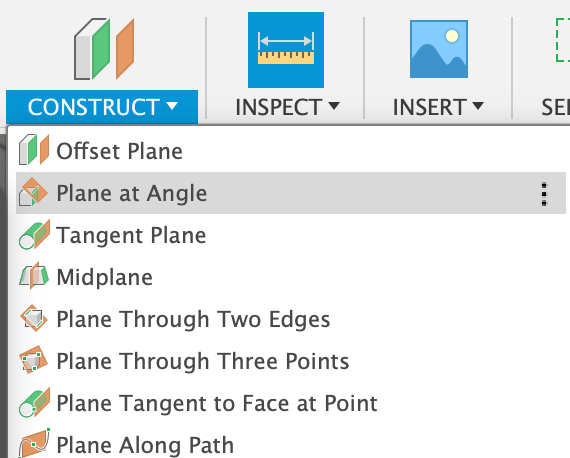 CONSTRUCT INSPECT INSERT SE
Offset Plane
Plane at Angle
Tangent Plane
Midplane
Plane Through Two Edges
Plane Through Three Points
Plane Tangent to Face at Point
Plane Along Path